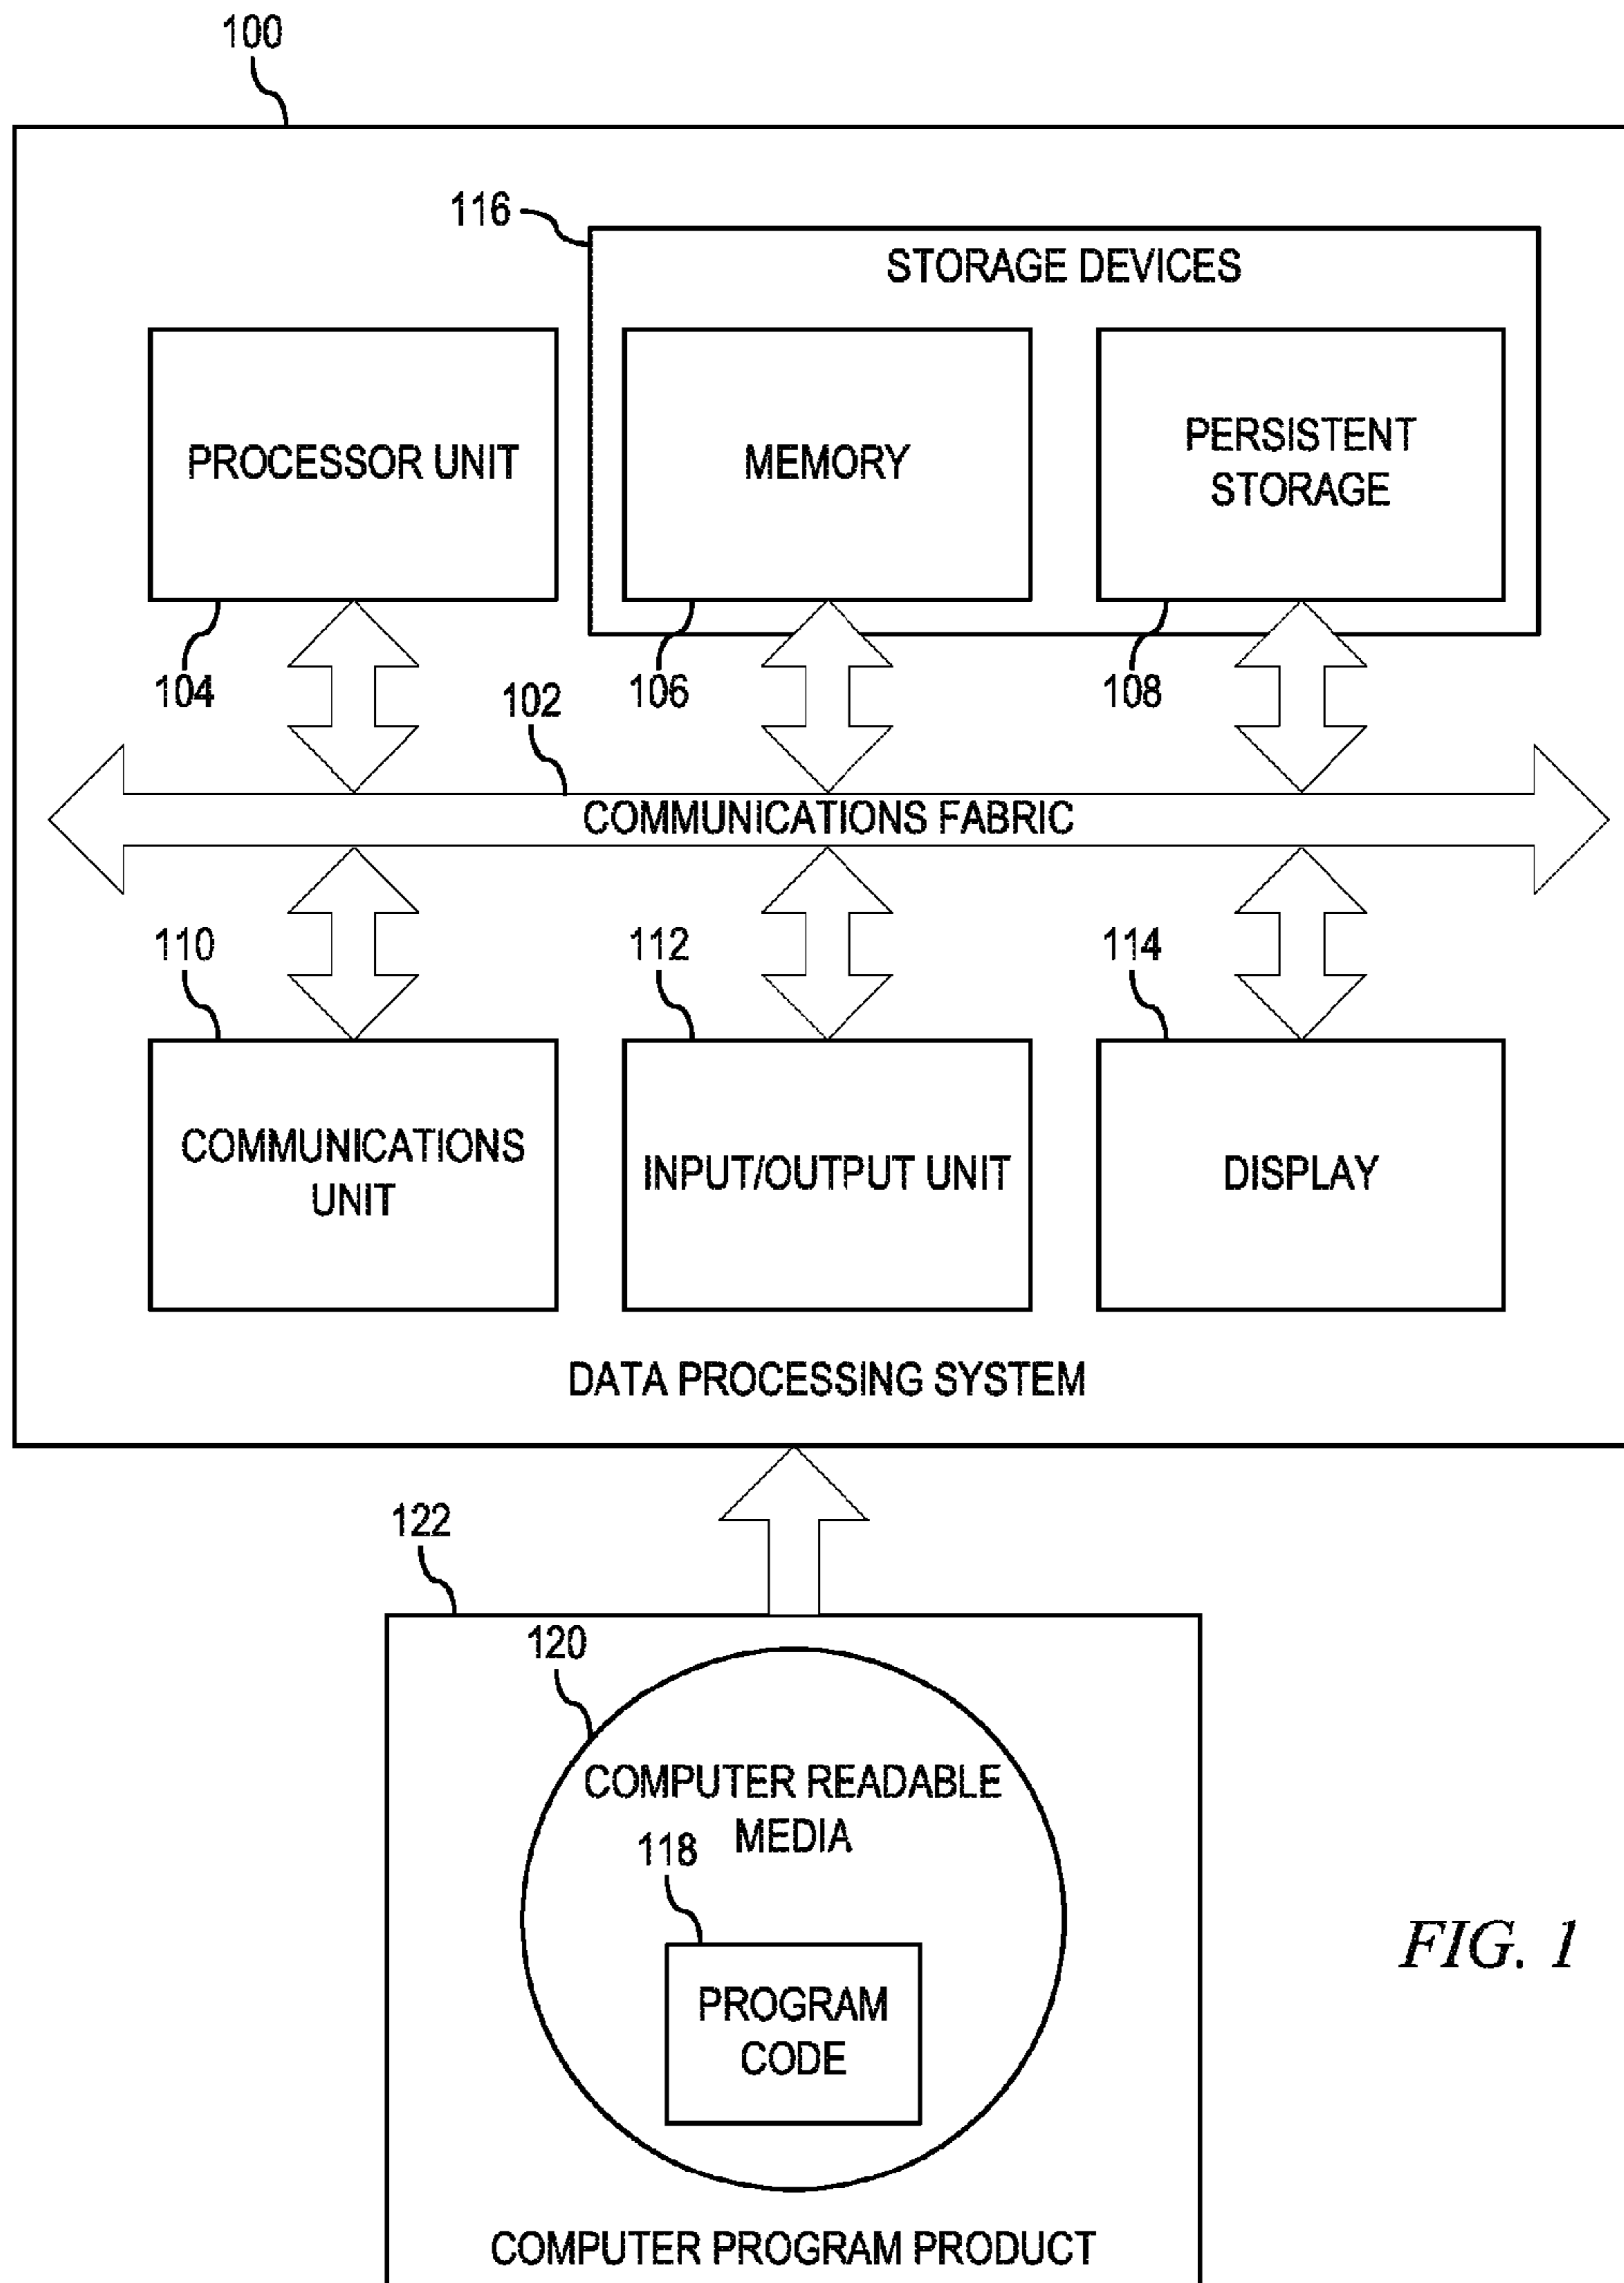 100
116
STORAGE DEVICES
PROCESSOR UNIT
MEMORY
PERSISTENT
STORAGE
104
102
106
108
COMMUNICATIONS FABRIC
110
112
114
COMMUNICATIONS
UNIT
INPUT/OUTPUT UNIT
DISPLAY
DATA PROCESSING SYSTEM
122
120
COMPUTER READABLE
MEDIA
118
PROGRAM
CODE
FIG. 1
COMPUTER PROGRAM PRODUCT